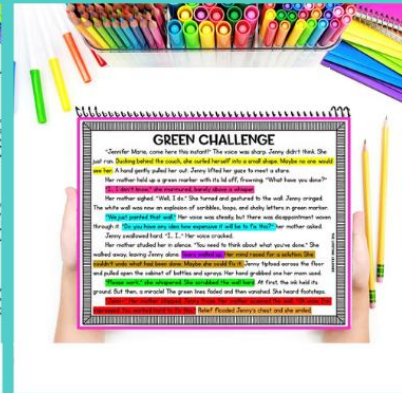 GREEN CHALLENGE
"Jennifer Marie, come here this instant!" The voice was sharp. Jenny didn't think. She
just ran. Ducking behind the couch, she curled herself into a small shape. Maybe no one would
see her. A hand gently pulled her out. Jenny lifted her gaze to meet a stare.
Her mother held up a green marker with its lid off, frowning. "What have you done?"
"I... I don't know," she murmured, barely above a whisper.
Her mother sighed. "Well, I do." She turned and gestured to the wall. Jenny cringed.
The white wall was now an explosion of scribbles, loops, and shaky letters in green marker.
"We just painted that wall." Her voice was steady, but there was disappointment woven
through it. "Do you have any idea how expensive it will be to fix this?" her mother asked.
Jenny swallowed hard. "I... I..." Her voice cracked.
Her mother studied her in silence. "You need to think about what you've done." She
walked away, leaving Jenny alone. Her mind raced for a solution. She
couldn't undo what had been done. Maybe she could fix it. Jenny tiptoed across the floor
and pulled open the cabinet of bottles and sprays. Her hand grabbed one her mom used.
"Please work," she whispered. She scrubbed the wall hard. At first, the ink held its
ground. But then, a miracle! The green lines faded and then vanished. She heard footsteps.
"Jenny." Her mother
impressed. You worked hard to fix this." Relief flooded Jenny's chest and she smiled.